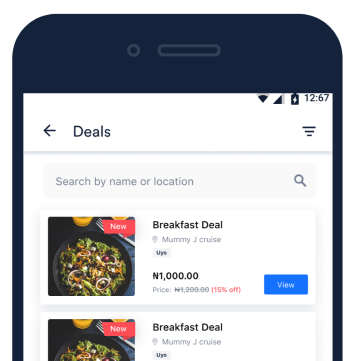 12:67
Deals
Search by name or location
New
Breakfast Deal
Mummy J cruise
Uyo
₦1,000.00
Price: ₦1,200.00 (15% off)
View
New
Breakfast Deal
Mummy J cruise
Uyo